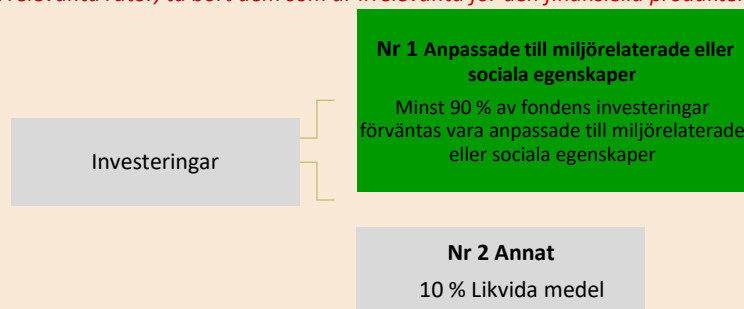 relevanta rutor, ta bort dem som är irrelevanta för den finansiella produkten
Nr 1 Anpassade till miljörelaterade eller
sociala egenskaper
Minst 90 % av fondens investeringar
förväntas vara anpassade till miljörelaterade
eller sociala egenskaper
Investeringar
Nr 2 Annat
10 % Likvida medel